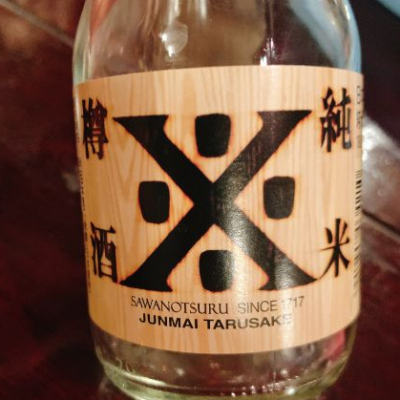 純米
樽酒
※
SAWANOTSURU SINCE 1717
JUNMAI TARUSAKE